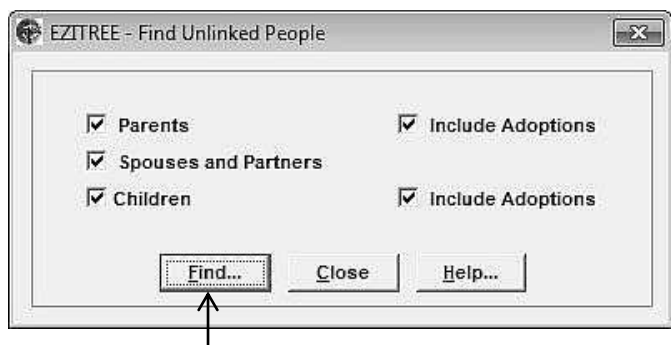 EZITREE - Find Unlinked People
Parents Include Adoptions
Spouses and Partners
Children Include Adoptions
Find... Close Help...